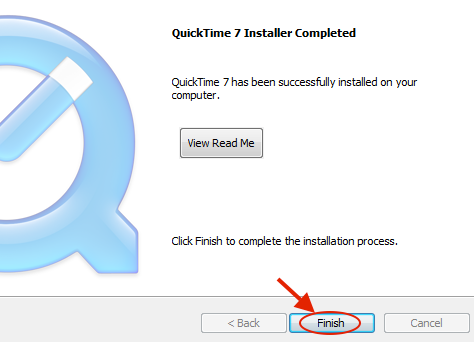 QuickTime 7 Installer Completed
QuickTime 7 has been successfully installed on your
computer.
View Read Me
Click Finish to complete the installation process.
< Back
Finish
Cancel